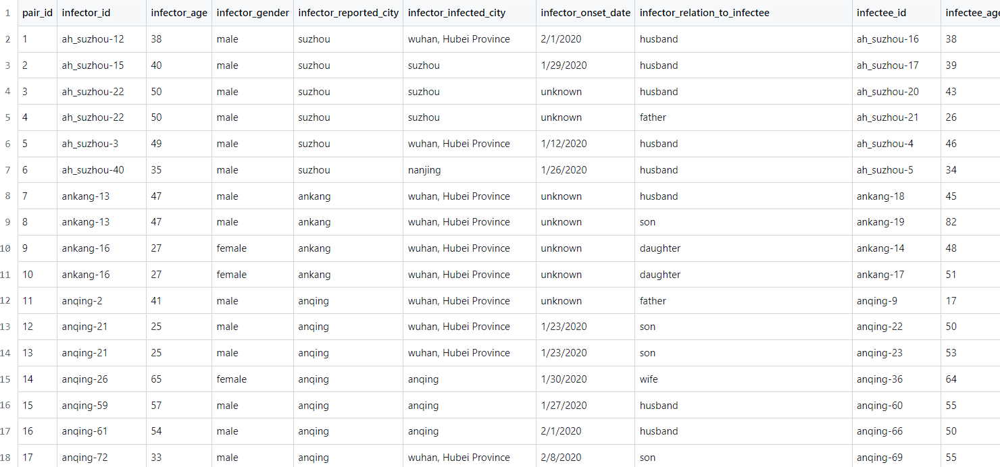 1 pair_id infector_id infector_age infector_gender infector_reported_city infector_infected_city infector_onset_date infector_relation_to_infectee infectee_id infectee_age
2 1 ah_suzhou-12 38 male suzhou wuhan, Hubei Province 2/1/2020 husband ah_suzhou-16 38
3 2 ah_suzhou-15 40 male suzhou suzhou 1/29/2020 husband ah_suzhou-17 39
4 3 ah_suzhou-22 50 male suzhou suzhou unknown husband ah_suzhou-20 43
5 4 ah_suzhou-22 50 male suzhou suzhou unknown father ah_suzhou-21 26
6 5 ah_suzhou-3 49 male suzhou wuhan, Hubei Province 1/12/2020 husband ah_suzhou-4 46
7 6 ah_suzhou-40 35 male suzhou nanjing 1/26/2020 husband ah_suzhou-5 34
8 7 ankang-13 47 male ankang wuhan, Hubei Province unknown husband ankang-18 45
9 8 ankang-13 47 male ankang wuhan, Hubei Province unknown son ankang-19 82
10 9 ankang-16 27 female ankang wuhan, Hubei Province unknown daughter ankang-14 48
11 10 ankang-16 27 female ankang wuhan, Hubei Province unknown daughter ankang-17 51
12 11 anqing-2 41 male anqing wuhan, Hubei Province unknown father anqing-9 17
13 12 anqing-21 25 male anqing wuhan, Hubei Province 1/23/2020 son anqing-22 50
14 13 anqing-21 25 male anqing wuhan, Hubei Province 1/23/2020 son anqing-23 53
15 14 anqing-26 65 female anqing anqing 1/30/2020 wife anqing-36 64
16 15 anqing-59 57 male anqing anqing 1/27/2020 husband anqing-60 55
17 16 anqing-61 54 male anqing anqing 2/1/2020 husband anqing-66 50
18 17 anqing-72 33 male anqing wuhan, Hubei Province 2/8/2020 son anqing-69 55